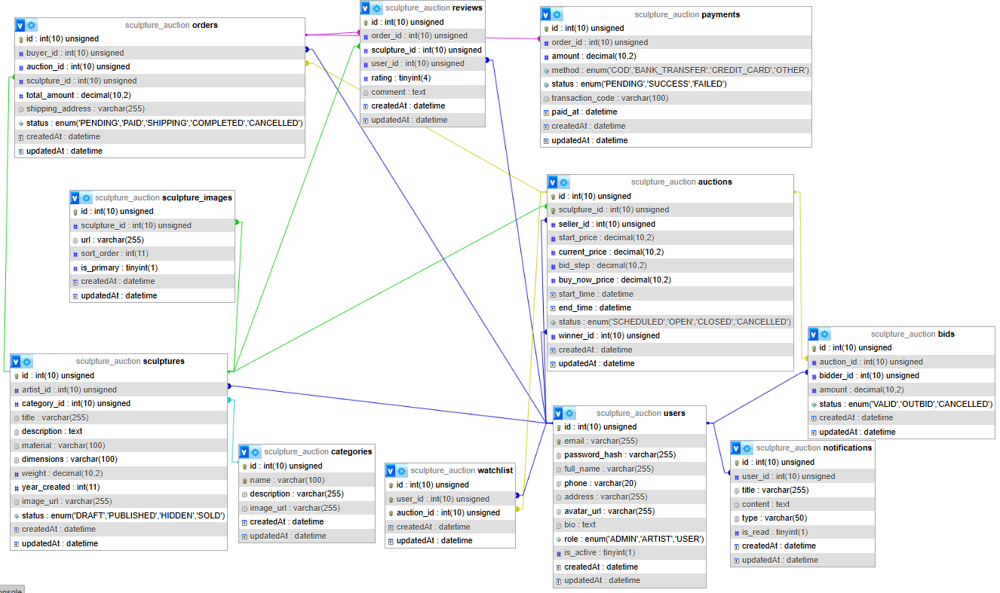 sculpture_auction orders
id : int(10) unsigned
buyer_id : int(10) unsigned
auction_id : int(10) unsigned
sculpture_id : int(10) unsigned
total_amount : decimal(10,2)
shipping_address : varchar(255)
status : enum('PENDING','PAID','SHIPPING','COMPLETED','CANCELLED')
createdAt : datetime
updatedAt : datetime
sculpture_auction reviews
id : int(10) unsigned
order_id : int(10) unsigned
sculpture_id : int(10) unsigned
user_id : int(10) unsigned
rating : tinyint(4)
comment : text
createdAt : datetime
updatedAt : datetime
sculpture_auction payments
id : int(10) unsigned
order_id : int(10) unsigned
amount : decimal(10,2)
method : enum('COD','BANK_TRANSFER','CREDIT_CARD','OTHER')
status : enum('PENDING','SUCCESS','FAILED')
transaction_code : varchar(100)
paid_at : datetime
createdAt : datetime
updatedAt : datetime
sculpture_auction sculpture_images
id : int(10) unsigned
sculpture_id : int(10) unsigned
url : varchar(255)
sort_order : int(11)
is_primary : tinyint(1)
createdAt : datetime
updatedAt : datetime
sculpture_auction auctions
id : int(10) unsigned
sculpture_id : int(10) unsigned
seller_id : int(10) unsigned
start_price : decimal(10,2)
current_price : decimal(10,2)
bid_step : decimal(10,2)
buy_now_price : decimal(10,2)
start_time : datetime
end_time : datetime
status : enum('SCHEDULED','OPEN','CLOSED','CANCELLED')
winner_id : int(10) unsigned
createdAt : datetime
updatedAt : datetime
sculpture_auction bids
id : int(10) unsigned
auction_id : int(10) unsigned
bidder_id : int(10) unsigned
amount : decimal(10,2)
status : enum('VALID','OUTBID','CANCELLED')
createdAt : datetime
updatedAt : datetime
sculpture_auction sculptures
id : int(10) unsigned
artist_id : int(10) unsigned
category_id : int(10) unsigned
title : varchar(255)
description : text
material : varchar(100)
dimensions : varchar(100)
weight : decimal(10,2)
year_created : int(11)
image_url : varchar(255)
status : enum('DRAFT','PUBLISHED','HIDDEN','SOLD')
createdAt : datetime
updatedAt : datetime
sculpture_auction categories
id : int(10) unsigned
name : varchar(100)
description : varchar(255)
image_url : varchar(255)
createdAt : datetime
updatedAt : datetime
sculpture_auction watchlist
id : int(10) unsigned
user_id : int(10) unsigned
auction_id : int(10) unsigned
createdAt : datetime
updatedAt : datetime
sculpture_auction users
id : int(10) unsigned
email : varchar(255)
password_hash : varchar(255)
full_name : varchar(255)
phone : varchar(20)
address : varchar(255)
avatar_url : varchar(255)
bio : text
role : enum('ADMIN','ARTIST','USER')
is_active : tinyint(1)
createdAt : datetime
updatedAt : datetime
sculpture_auction notifications
id : int(10) unsigned
user_id : int(10) unsigned
title : varchar(255)
content : text
type : varchar(50)
is_read : tinyint(1)
createdAt : datetime
updatedAt : datetime